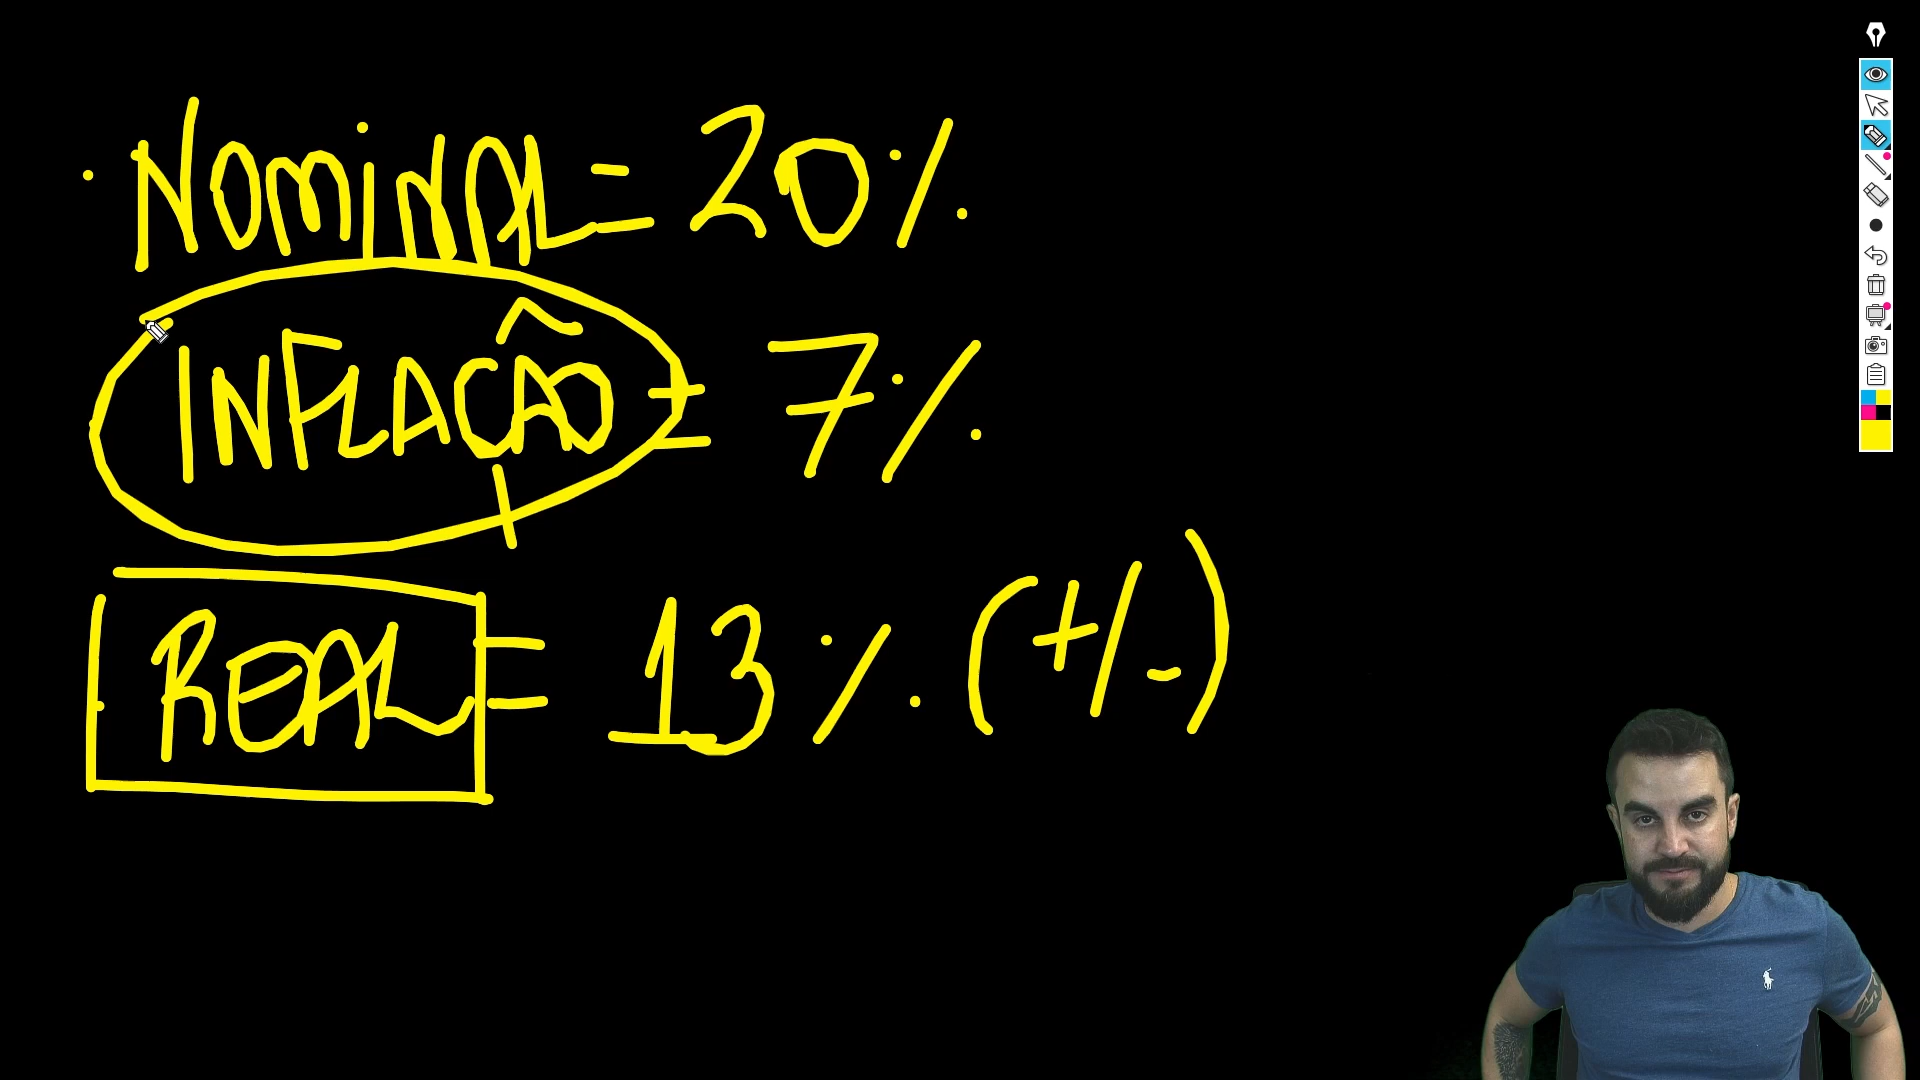 NOMINAL = 20%
INFLAÇÃO = 7%
REAL = 13% (+/-)